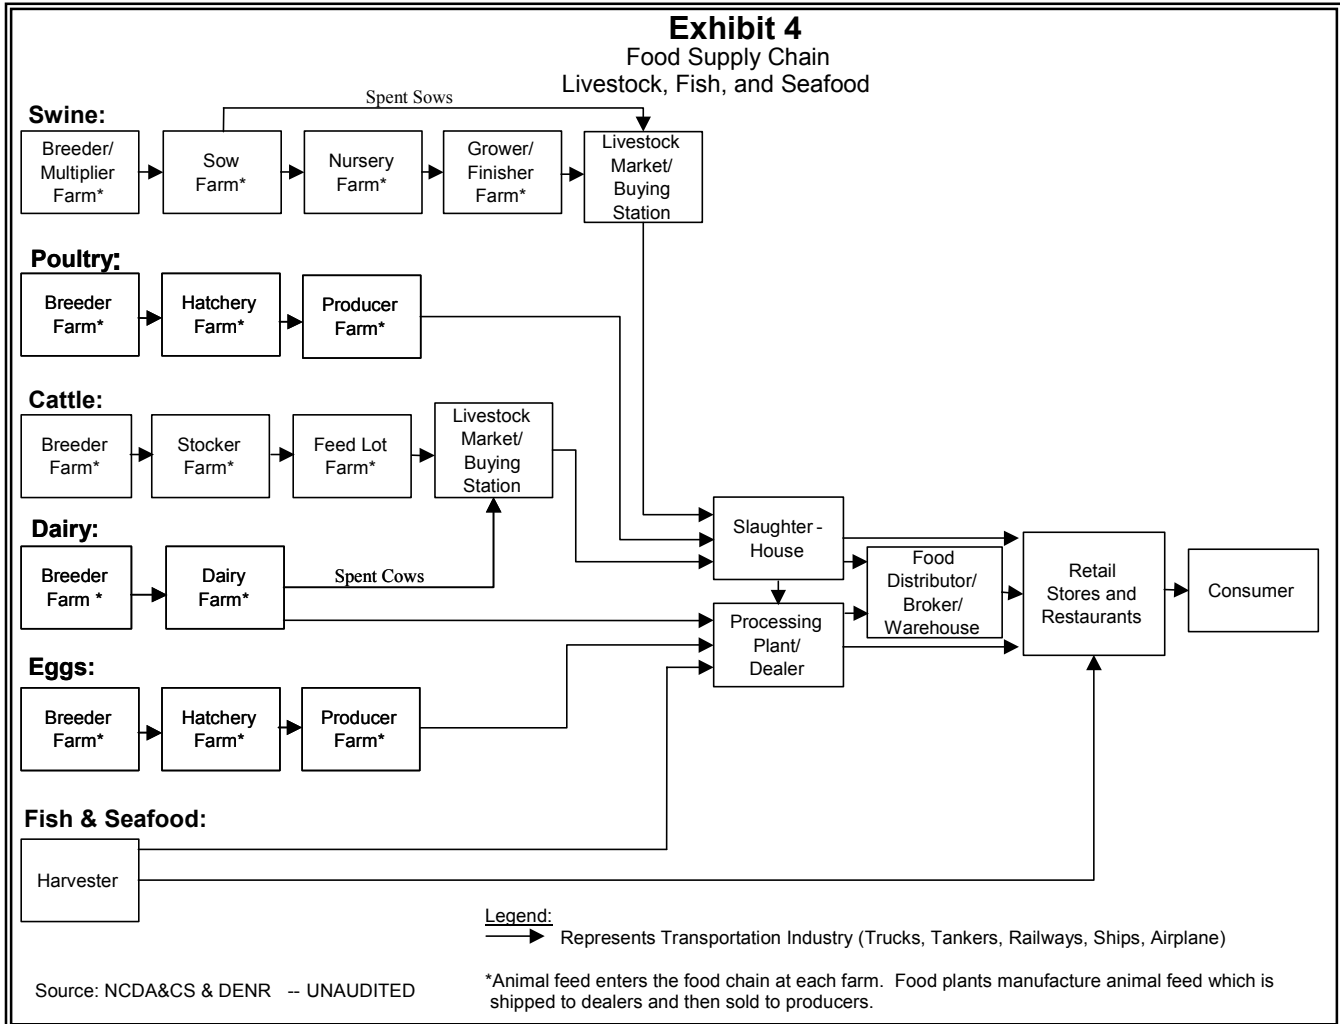 Exhibit 4
Food Supply Chain
Livestock, Fish, and Seafood
Spent Sows
Swine:
Breeder/
Multiplier
Farm*
Sow
Farm*
Nursery
Farm*
Grower/
Finisher
Farm*
Livestock
Market/
Buying
Station
Poultry:
Breeder
Farm*
Hatchery
Farm*
Producer
Farm*
Cattle:
Breeder
Farm*
Stocker
Farm*
Feed Lot
Farm*
Livestock
Market/
Buying
Station
Dairy:
Breeder
Farm *
Dairy
Farm*
Spent Cows
Slaughter -
House
Food
Distributor/
Broker/
Warehouse
Retail
Stores and
Restaurants
Consumer
Processing
Plant/
Dealer
Eggs:
Breeder
Farm*
Hatchery
Farm*
Producer
Farm*
Fish & Seafood:
Harvester
Legend:
Represents Transportation Industry (Trucks, Tankers, Railways, Ships, Airplane)
Source: NCDA&CS & DENR -- UNAUDITED
*Animal feed enters the food chain at each farm. Food plants manufacture animal feed which is
shipped to dealers and then sold to producers.